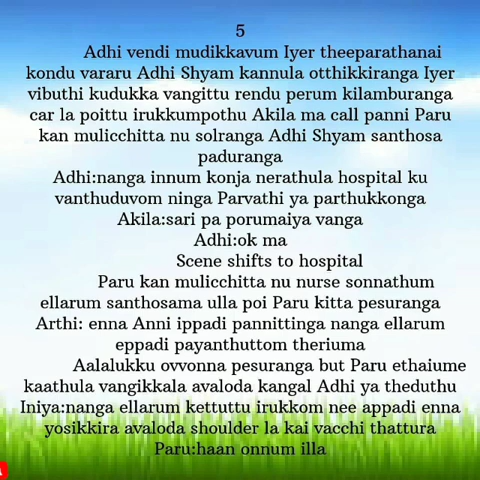 5
Adhi vendi mudikkavum Iyer theeparathanai
kondu vararu Adhi Shyam kannula otthikkiranga Iyer
vibuthi kudukka vangittu rendu perum kilamburanga
car la poittu irukkumpothu Akila ma call panni Paru
kan mulicchitta nu solranga Adhi Shyam santhosa
paduranga
Adhi:nanga innum konja nerathula hospital ku
vanthuduvom ninga Parvathi ya parthukkonga
Akila:sari pa porumaiya vanga
Adhi:ok ma
Scene shifts to hospital
Paru kan mulicchitta nu nurse sonnathum
ellarum santhosama ulla poi Paru kitta pesuranga
Arthi: enna Anni ippadi pannittinga nanga ellarum
eppadi payanthuttom theriuma
Aalalukku ovvonna pesuranga but Paru ethaiume
kaathula vangikkala avaloda kangal Adhi ya theduthu
Iniya:nanga ellarum kettuttu irukkom nee appadi enna
yosikkira avaloda shoulder la kai vacchi thattura
Paru:haan onnum illa